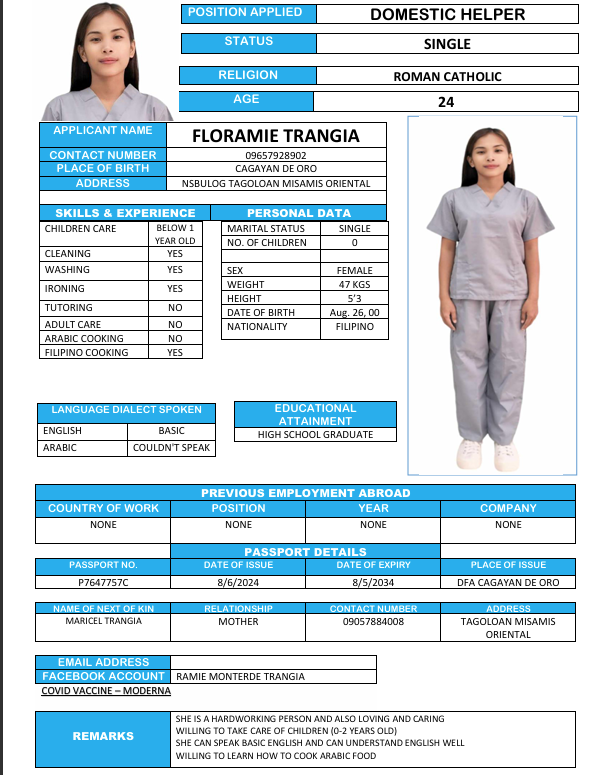 POSITION APPLIED DOMESTIC HELPER
STATUS SINGLE
RELIGION ROMAN CATHOLIC
AGE 24
APPLICANT NAME FLORAMIE TRANGIA
CONTACT NUMBER 09657928902
PLACE OF BIRTH CAGAYAN DE ORO
ADDRESS NSBULOG TAGOLOAN MISAMIS ORIENTAL
SKILLS & EXPERIENCE
CHILDREN CARE BELOW 1
YEAR OLD
CLEANING YES
WASHING YES
IRONING YES
TUTORING NO
ADULT CARE NO
ARABIC COOKING NO
FILIPINO COOKING YES
PERSONAL DATA
MARITAL STATUS SINGLE
NO. OF CHILDREN 0
SEX FEMALE
WEIGHT 47 KGS
HEIGHT 5'3
DATE OF BIRTH Aug. 26, 00
NATIONALITY FILIPINO
LANGUAGE DIALECT SPOKEN
ENGLISH BASIC
ARABIC COULDN'T SPEAK
EDUCATIONAL
ATTAINMENT
HIGH SCHOOL GRADUATE
PREVIOUS EMPLOYMENT ABROAD
COUNTRY OF WORK POSITION YEAR COMPANY
NONE NONE NONE NONE
PASSPORT DETAILS
PASSPORT NO. DATE OF ISSUE DATE OF EXPIRY PLACE OF ISSUE
P7647757C 8/6/2024 8/5/2034 DFA CAGAYAN DE ORO
NAME OF NEXT OF KIN RELATIONSHIP CONTACT NUMBER ADDRESS
MARICEL TRANGIA MOTHER 09057884008 TAGOLOAN MISAMIS
ORIENTAL
EMAIL ADDRESS
FACEBOOK ACCOUNT RAMIE MONTERDE TRANGIA
COVID VACCINE – MODERNA
REMARKS
SHE IS A HARDWORKING PERSON AND ALSO LOVING AND CARING
WILLING TO TAKE CARE OF CHILDREN (0-2 YEARS OLD)
SHE CAN SPEAK BASIC ENGLISH AND CAN UNDERSTAND ENGLISH WELL
WILLING TO LEARN HOW TO COOK ARABIC FOOD